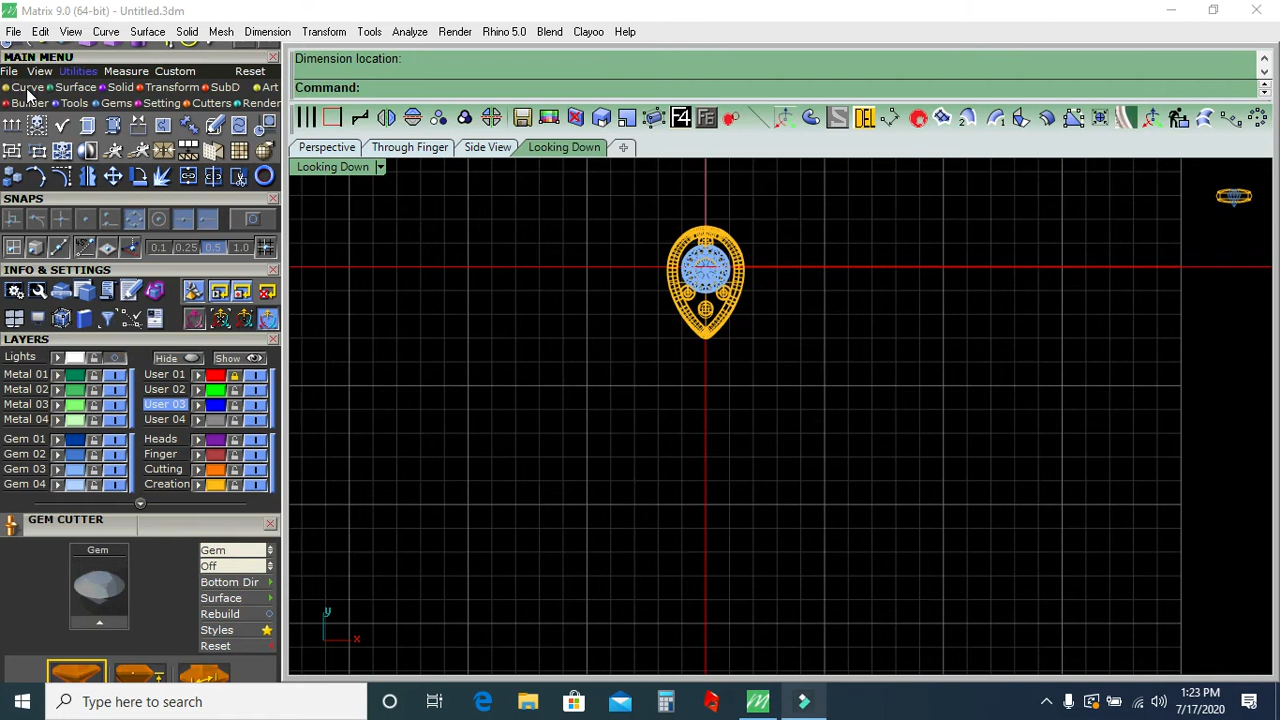 Matrix 9.0 (64-bit) - Untitled.3dm
File Edit View Curve Surface Solid Mesh Dimension Transform Tools Analyze Render Rhino 5.0 Blend Clayoo Help
MAIN MENU
File View Utilities Measure Custom Reset
Curve Surface Solid Transform SubD Art
Builder Tools Gems Setting Cutters Render
Dimension location:
Command:
F4 F6 DEL
Perspective Through Finger Side View Looking Down
Looking Down
SNAPS
0.1 0.25 0.5 1.0
INFO & SETTINGS
LAYERS
Lights Hide Show
Metal 01 User 01
Metal 02 User 02
Metal 03 User 03
Metal 04 User 04
Gem 01 Heads
Gem 02 Finger
Gem 03 Cutting
Gem 04 Creation
GEM CUTTER
Gem Gem
Off
Bottom Dir
Surface
Rebuild
Styles
Reset
y
x
Type here to search
1:23 PM
7/17/2020